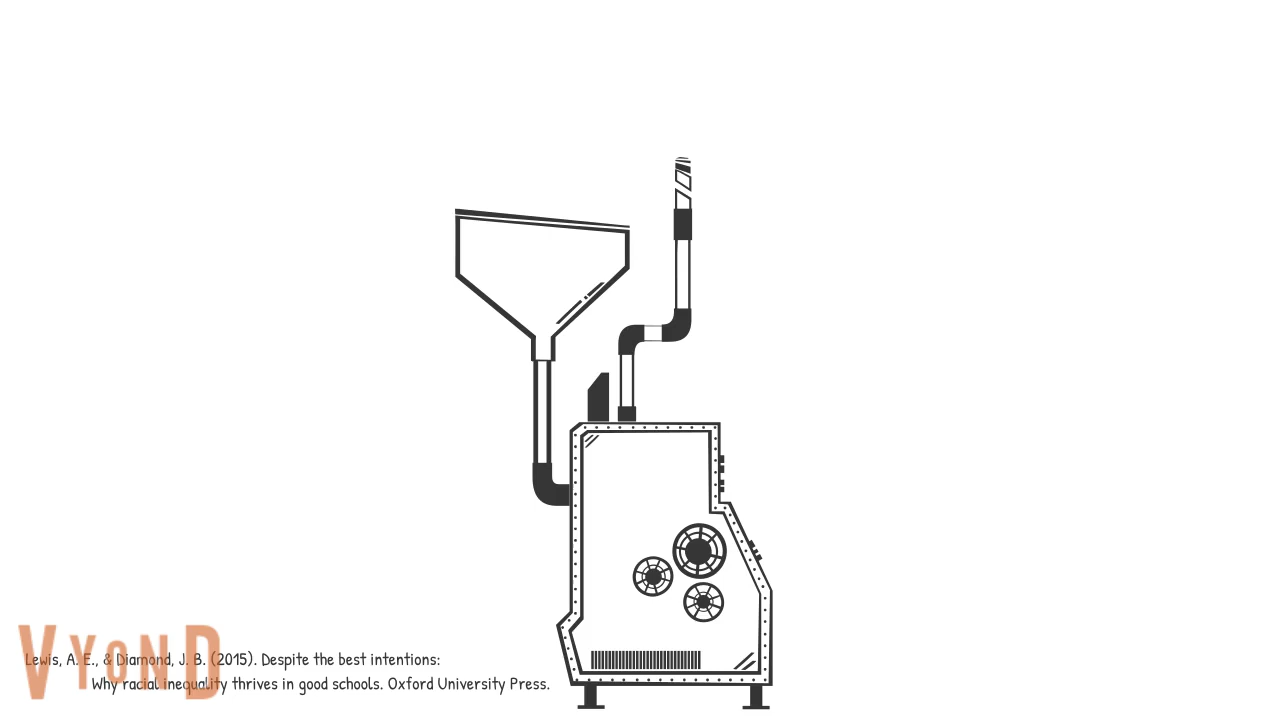 Lewis, A. E., & Diamond, J. B. (2015). Despite the best intentions:
Why racial inequality thrives in good schools. Oxford University Press.
VYOND